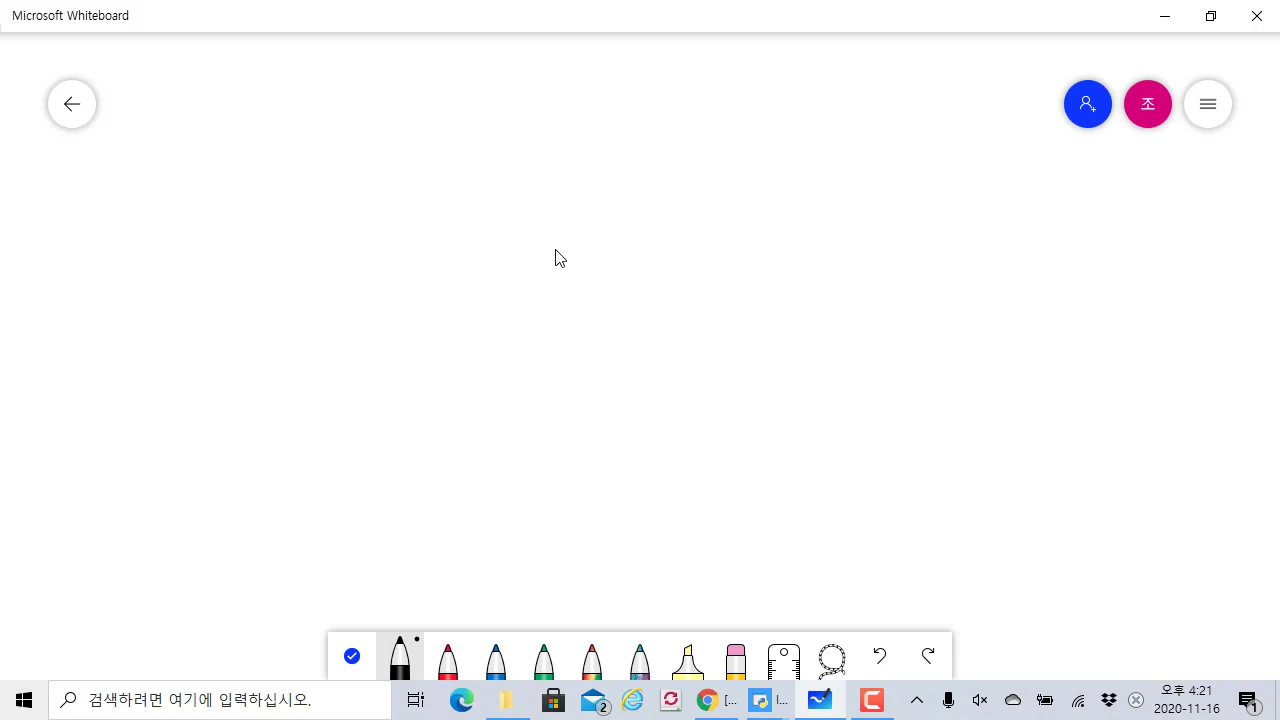 Microsoft Whiteboard
조
검색하려면 여기에 입력하십시오.
2
[...
I...
오후 4:21
2020-11-16
1